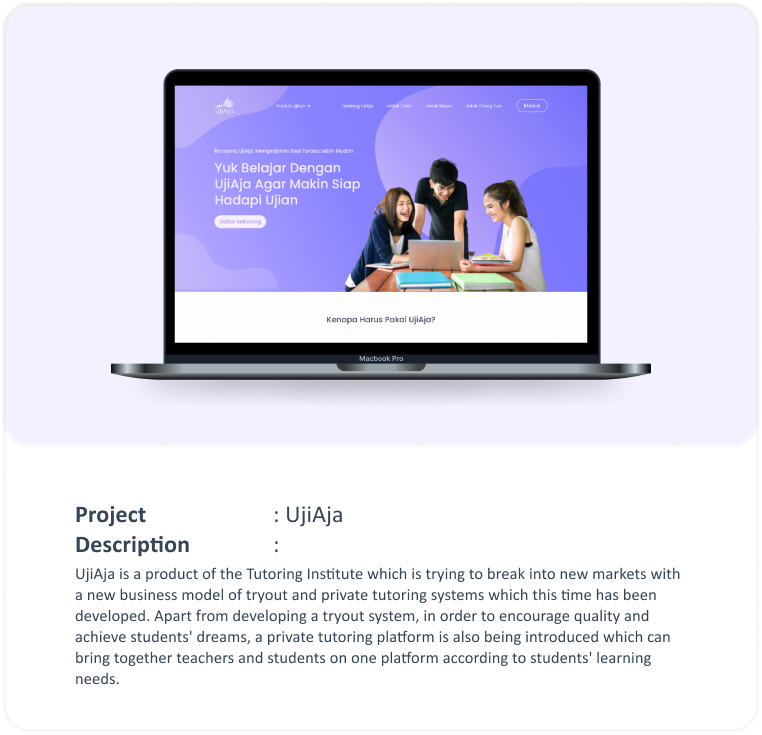 UjiAja
Produk UjiAja
Tentang UjiAja
Untuk Tutor
Untuk Siswa
Untuk Orang Tua
Masuk
Bersama UjiAja, Mengerjakan Soal Terasa Lebih Mudah
Yuk Belajar Dengan
UjiAja Agar Makin Siap
Hadapi Ujian
Daftar Sekarang
Kenapa Harus Pakai UjiAja?
Macbook Pro
Project : UjiAja
Description :
UjiAja is a product of the Tutoring Institute which is trying to break into new markets with
a new business model of tryout and private tutoring systems which this time has been
developed. Apart from developing a tryout system, in order to encourage quality and
achieve students' dreams, a private tutoring platform is also being introduced which can
bring together teachers and students on one platform according to students' learning
needs.